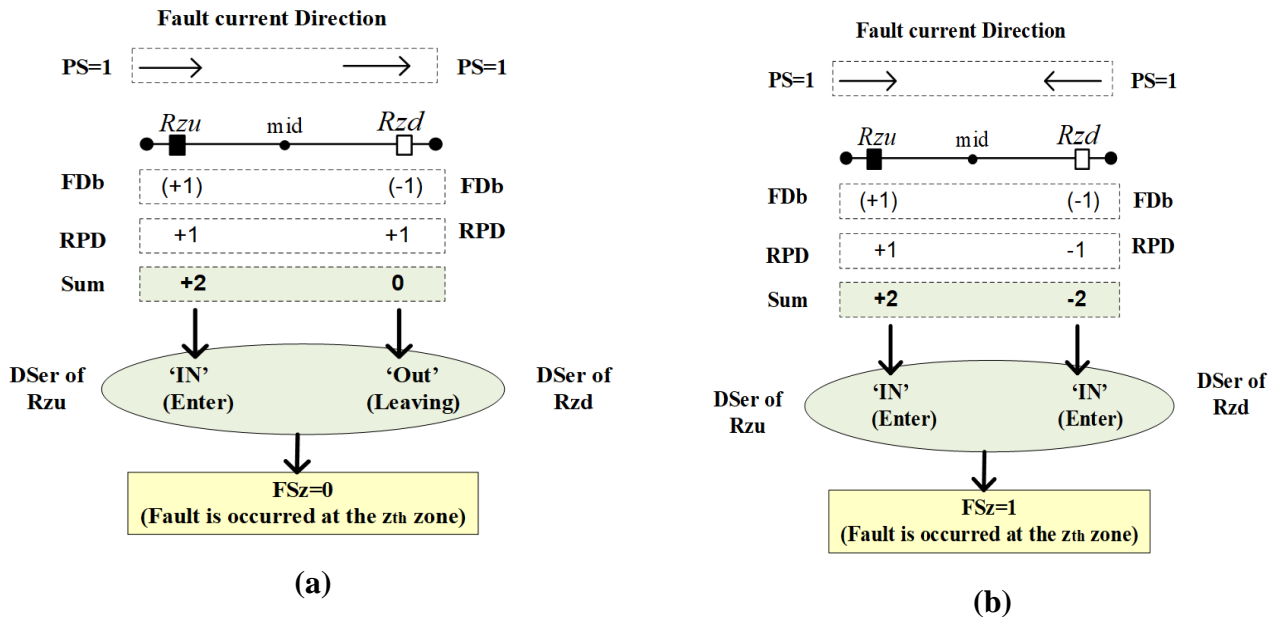 Fault current Direction
PS=1 PS=1
Rzu mid Rzd
FDb (+1) (-1) FDb
RPD +1 +1 RPD
Sum +2 0
DSer of Rzu
‘IN’ (Enter)
‘Out’ (Leaving)
DSer of Rzd
FSz=0
(Fault is occurred at the zth zone)
(a)
Fault current Direction
PS=1 PS=1
Rzu mid Rzd
FDb (+1) (-1) FDb
RPD +1 -1 RPD
Sum +2 -2
DSer of Rzu
‘IN’ (Enter)
‘IN’ (Enter)
DSer of Rzd
FSz=1
(Fault is occurred at the zth zone)
(b)